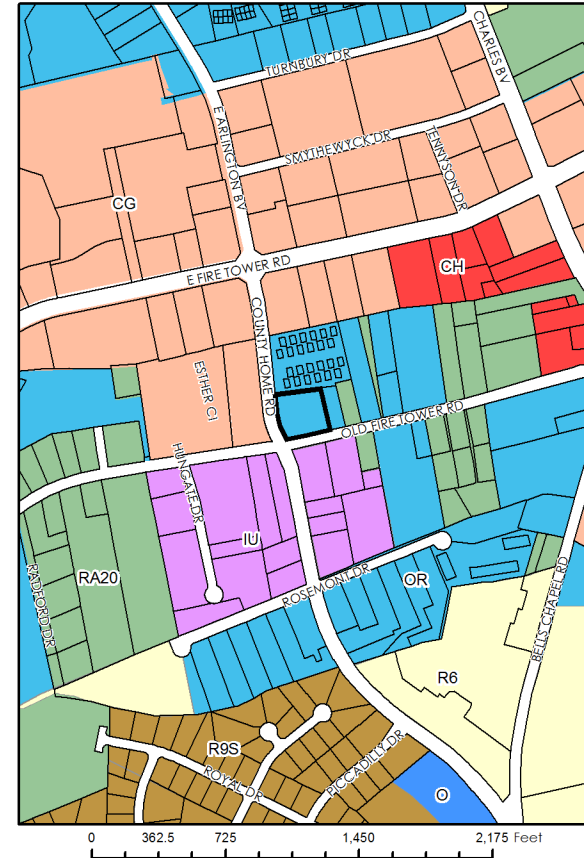 TURNBURY DR
CHARLES BV
E ARLINGTON BV
SMYTHEWYCK DR
TENNYSON DR
CG
E FIRE TOWER RD
CH
COUNTY HOME RD
ESTHER CI
OLD FIRE TOWER RD
HUNGATE DR
IU
RA20
RADFORD DR
ROSEMONT DR
OR
BELLS CHAPEL RD
R6
R9S
PICCADILLY DR
ROYAL DR
O
0 362.5 725 1,450 2,175 Feet